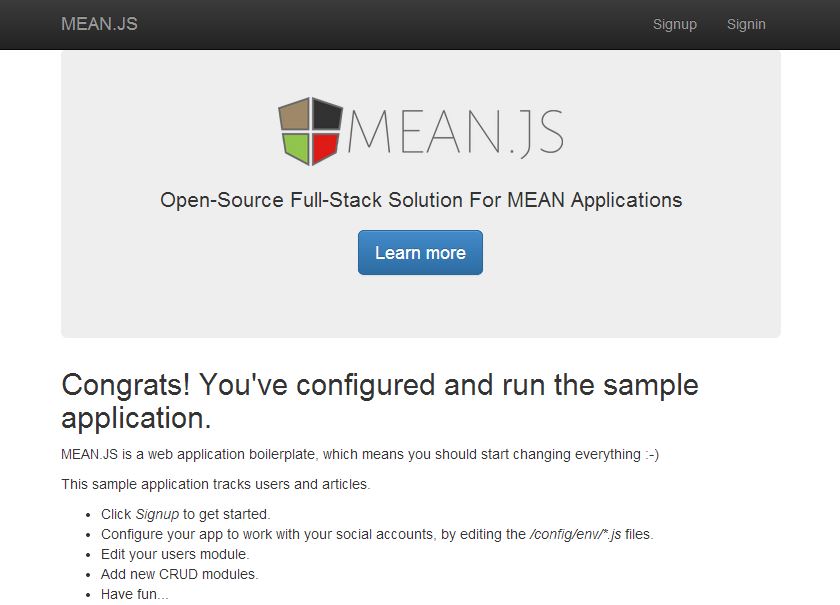 MEAN.JS Signup Signin
MEAN.JS
Open-Source Full-Stack Solution For MEAN Applications
Learn more
Congrats! You've configured and run the sample
application.
MEAN.JS is a web application boilerplate, which means you should start changing everything :-)
This sample application tracks users and articles.
• Click Signup to get started.
• Configure your app to work with your social accounts, by editing the /config/env/*.js files.
• Edit your users module.
• Add new CRUD modules.
• Have fun...